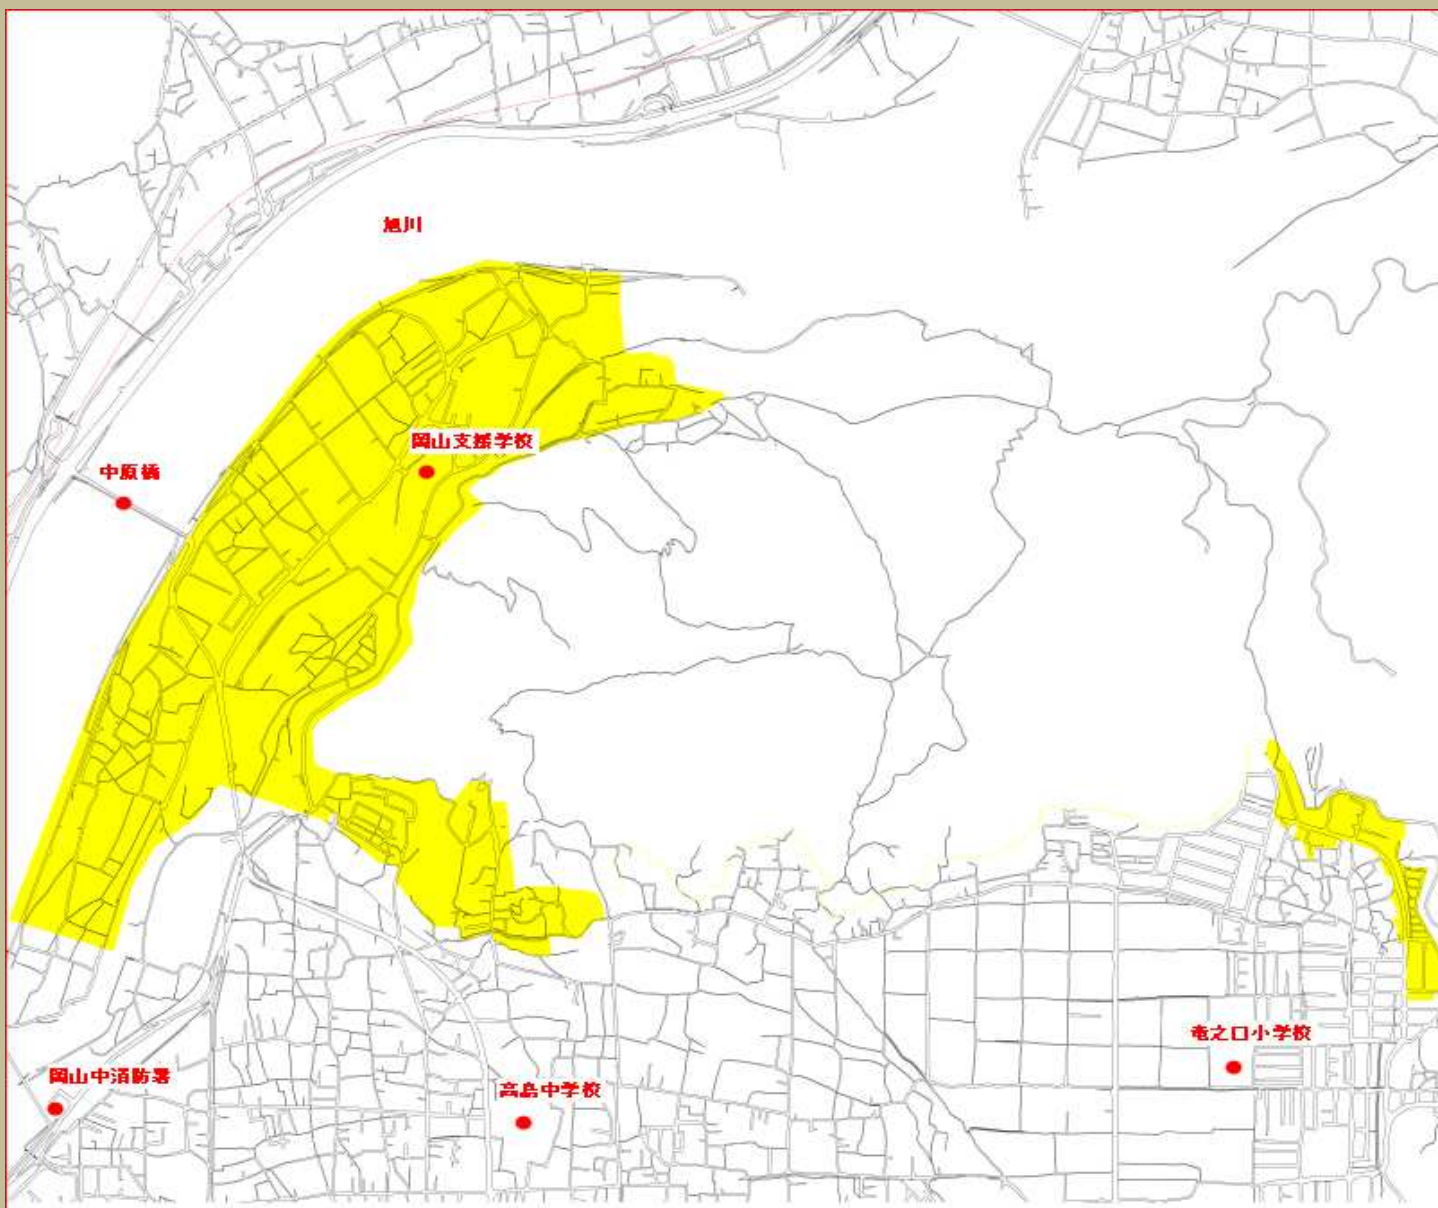 旭川
岡山支援学校
中原橋
竜之口小学校
岡山中消防署
高島中学校